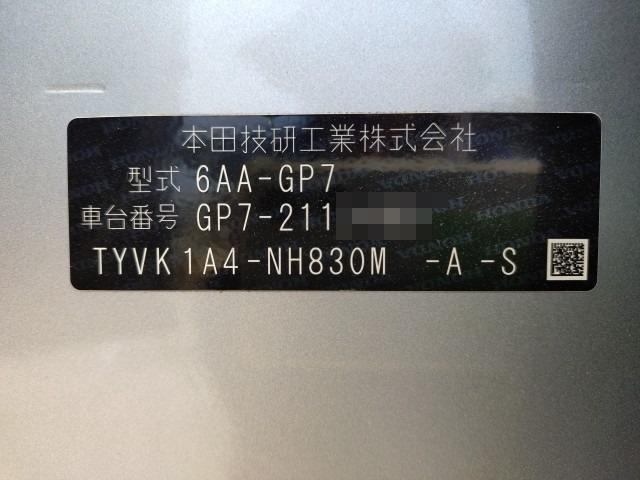 本田技研工業株式会社
型式 6AA-GP7
車台番号 GP7-211
TYVK1A4-NH830M -A -S